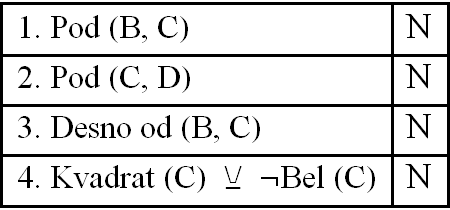 1. Pod (B, C) N
2. Pod (C, D) N
3. Desno od (B, C) N
4. Kvadrat (C) ⊻ ¬Bel (C) N